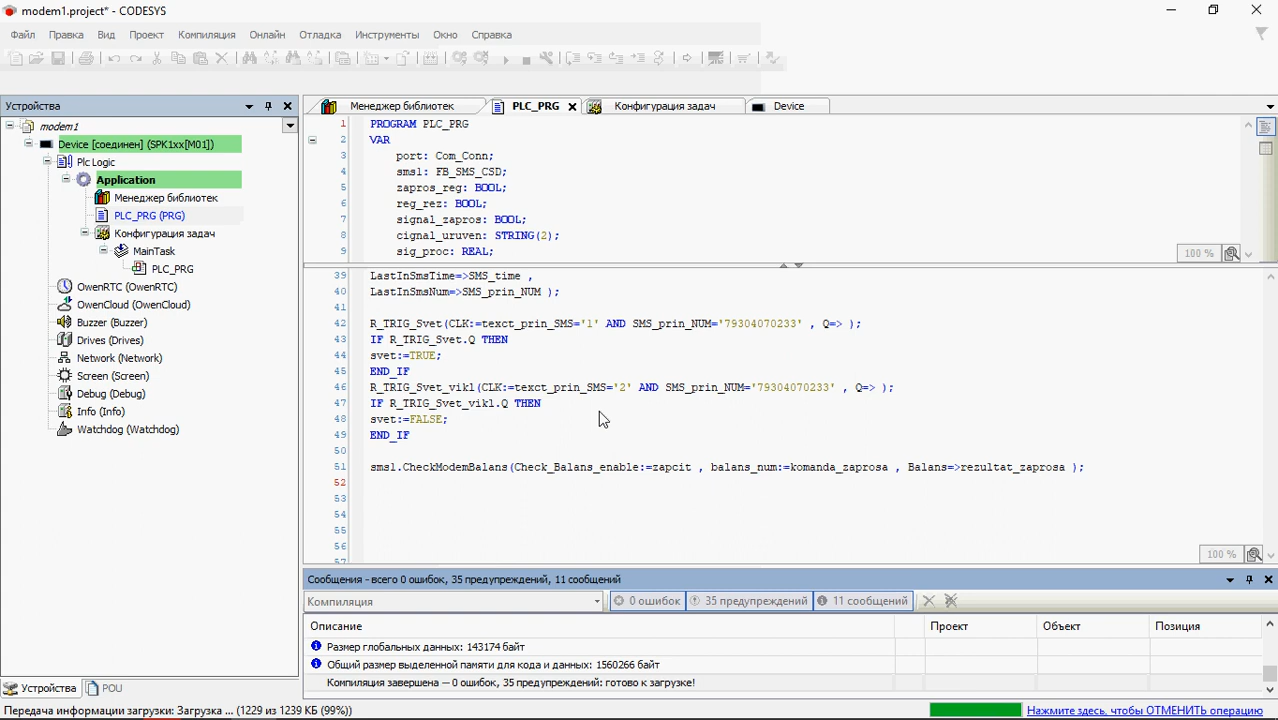 modem1.project* - CODESYS
Файл Правка Вид Проект Компиляция Онлайн Отладка Инструменты Окно Справка
Устройства
modem1
Device [соединен] (SPK1xx[M01])
Plc Logic
Application
Менеджер библиотек
PLC_PRG (PRG)
Конфигурация задач
MainTask
PLC_PRG
OwenRTC (OwenRTC)
OwenCloud (OwenCloud)
Buzzer (Buzzer)
Drives (Drives)
Network (Network)
Screen (Screen)
Debug (Debug)
Info (Info)
Watchdog (Watchdog)
Устройства POU
Менеджер библиотек PLC_PRG Конфигурация задач Device
1 PROGRAM PLC_PRG
2 VAR
3 port: Com_Conn;
4 sms1: FB_SMS_CSD;
5 zapros_reg: BOOL;
6 reg_rez: BOOL;
7 signal_zapros: BOOL;
8 cignal_uruven: STRING(2);
9 sig_proc: REAL;
100 %
39 LastInSmsTime=>SMS_time ,
40 LastInSmsNum=>SMS_prin_NUM );
41
42 R_TRIG_Svet(CLK:=texct_prin_SMS='1' AND SMS_prin_NUM='79304070233' , Q=> );
43 IF R_TRIG_Svet.Q THEN
44 svet:=TRUE;
45 END_IF
46 R_TRIG_Svet_vikl(CLK:=texct_prin_SMS='2' AND SMS_prin_NUM='79304070233' , Q=> );
47 IF R_TRIG_Svet_vikl.Q THEN
48 svet:=FALSE;
49 END_IF
50
51 sms1.CheckModemBalans(Check_Balans_enable:=zapcit , balans_num:=komanda_zaprosa , Balans=>rezultat_zaprosa );
52
53
54
55
56
57
100 %
Сообщения - всего 0 ошибок, 35 предупреждений, 11 сообщений
Компиляция 0 ошибок 35 предупреждений 11 сообщений
Описание Проект Объект Позиция
Размер глобальных данных: 143174 байт
Общий размер выделенной памяти для кода и данных: 1560266 байт
Компиляция завершена — 0 ошибок, 35 предупреждений: готово к загрузке!
Передача информации загрузки: Загрузка ... (1229 из 1239 КБ (99%)) Нажмите здесь, чтобы ОТМЕНИТЬ операцию